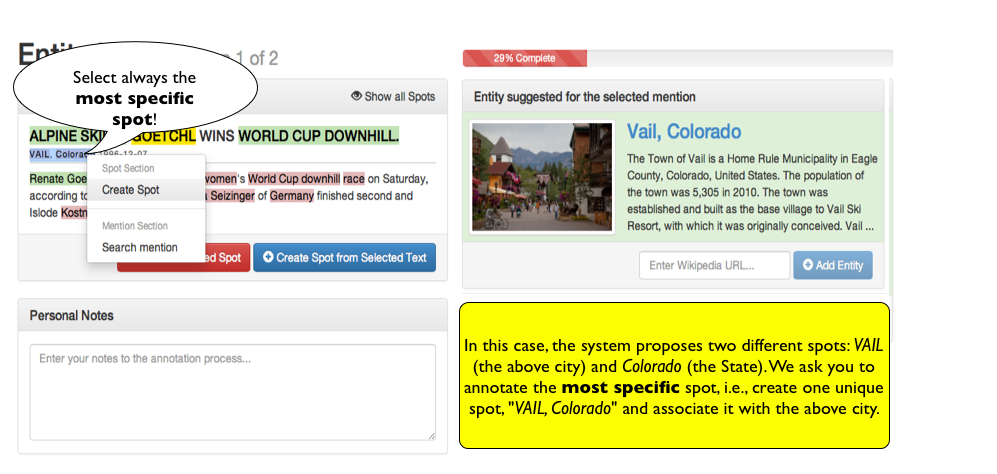 Enti
1 of 2
Select always the
most specific
spot!
Show all Spots
ALPINE SKI GOETCHL WINS WORLD CUP DOWNHILL.
VAIL, Colorad 1996-12-07
Renate Goe women's World Cup downhill race on Saturday,
according to a Seizinger of Germany finished second and
Islode Kostn
Spot Section
Create Spot
Mention Section
Search mention
ed Spot
Create Spot from Selected Text
Personal Notes
Enter your notes to the annotation process...
29% Complete
Entity suggested for the selected mention
Vail, Colorado
The Town of Vail is a Home Rule Municipality in Eagle
County, Colorado, United States. The population of
the town was 5,305 in 2010. The town was
established and built as the base village to Vail Ski
Resort, with which it was originally conceived. Vail ...
Enter Wikipedia URL...
Add Entity
In this case, the system proposes two different spots: VAIL
(the above city) and Colorado (the State). We ask you to
annotate the most specific spot, i.e., create one unique
spot, "VAIL, Colorado" and associate it with the above city.